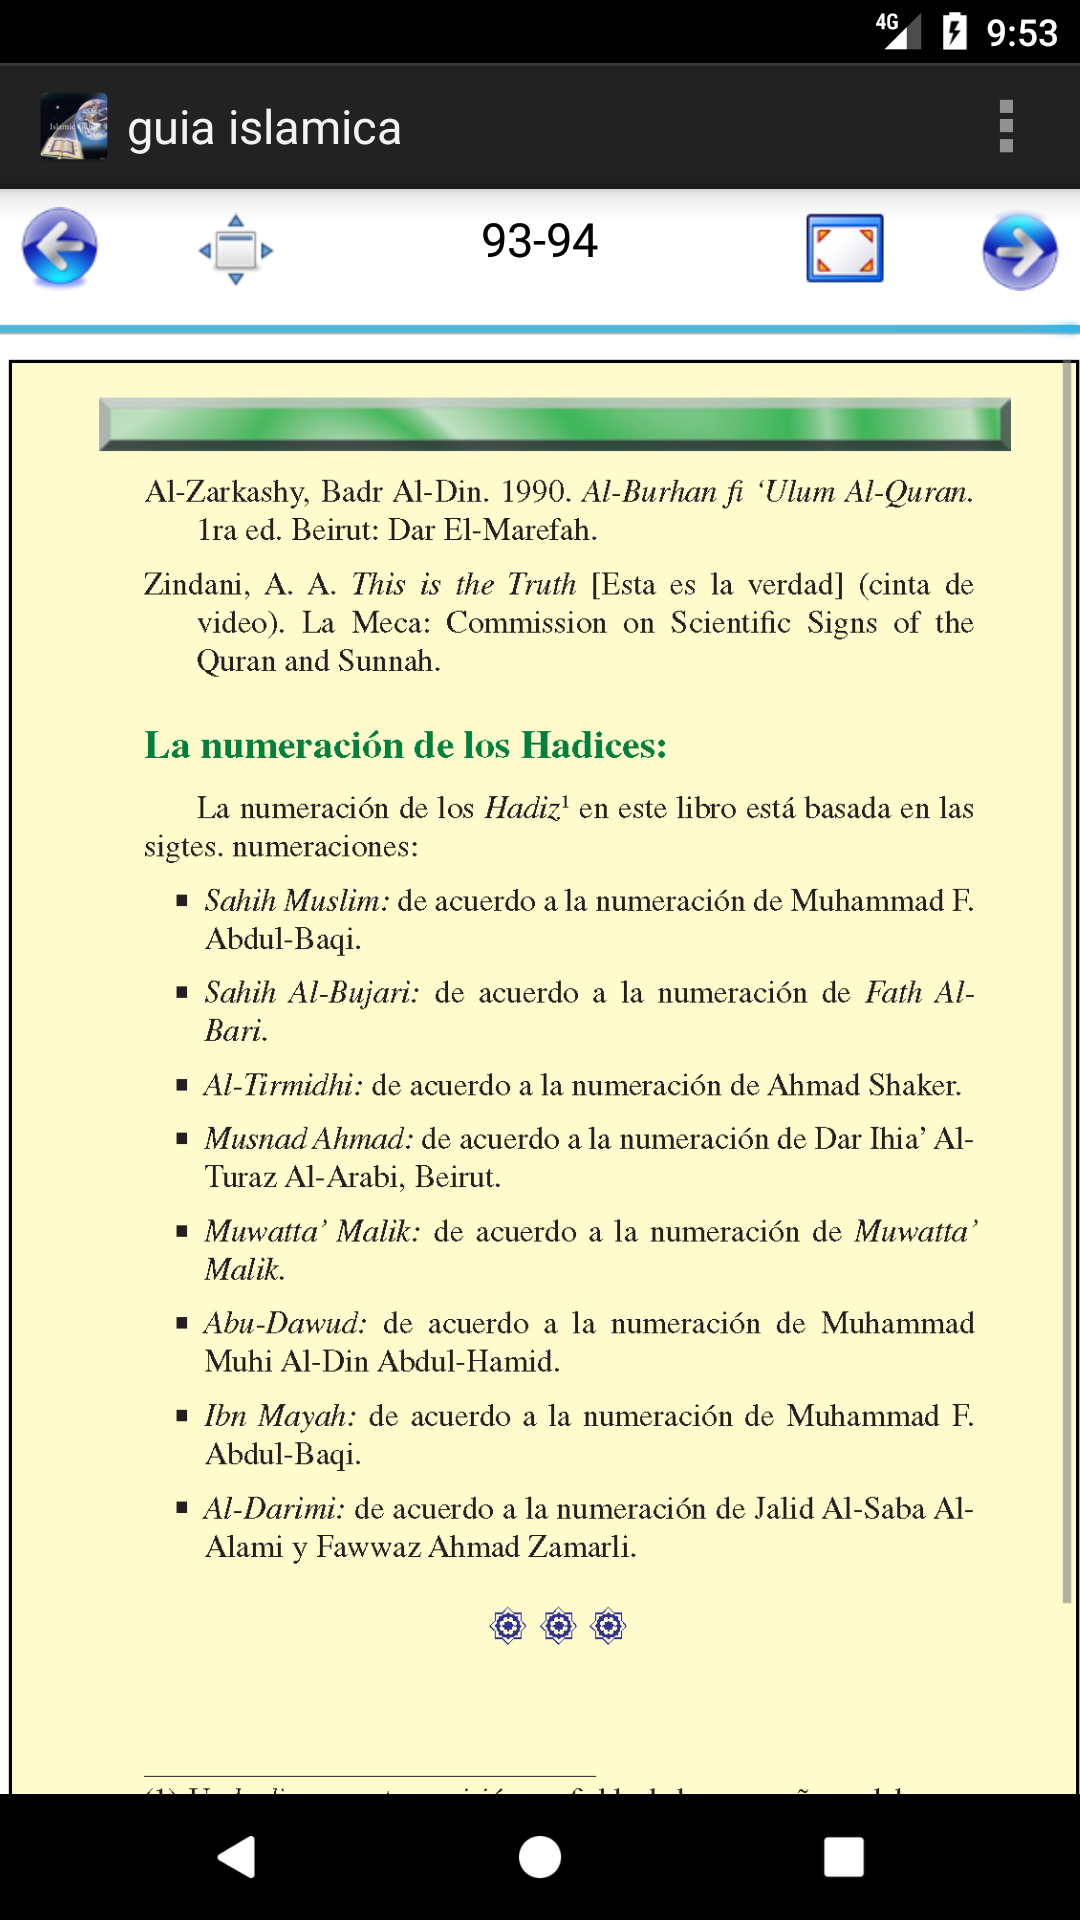 4G 9:53
guia islamica
93-94
Al-Zarkashy, Badr Al-Din. 1990. Al-Burhan fi ‘Ulum Al-Quran.
1ra ed. Beirut: Dar El-Marefah.
Zindani, A. A. This is the Truth [Esta es la verdad] (cinta de
video). La Meca: Commission on Scientific Signs of the
Quran and Sunnah.
La numeración de los Hadices:
La numeración de los Hadiz¹ en este libro está basada en las
sigtes. numeraciones:
▪ Sahih Muslim: de acuerdo a la numeración de Muhammad F.
Abdul-Baqi.
▪ Sahih Al-Bujari: de acuerdo a la numeración de Fath Al-
Bari.
▪ Al-Tirmidhi: de acuerdo a la numeración de Ahmad Shaker.
▪ Musnad Ahmad: de acuerdo a la numeración de Dar Ihia’ Al-
Turaz Al-Arabi, Beirut.
▪ Muwatta’ Malik: de acuerdo a la numeración de Muwatta’
Malik.
▪ Abu-Dawud: de acuerdo a la numeración de Muhammad
Muhi Al-Din Abdul-Hamid.
▪ Ibn Mayah: de acuerdo a la numeración de Muhammad F.
Abdul-Baqi.
▪ Al-Darimi: de acuerdo a la numeración de Jalid Al-Saba Al-
Alami y Fawwaz Ahmad Zamarli.